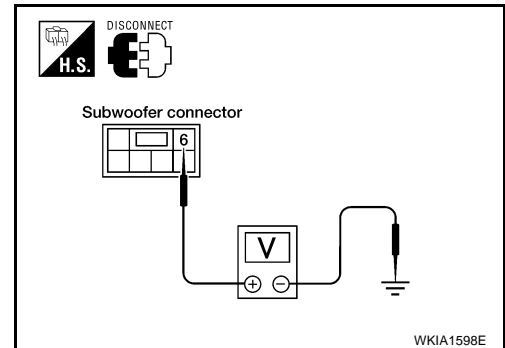 DISCONNECT
H.S.
Subwoofer connector
6
V
+ −
WKIA1598E